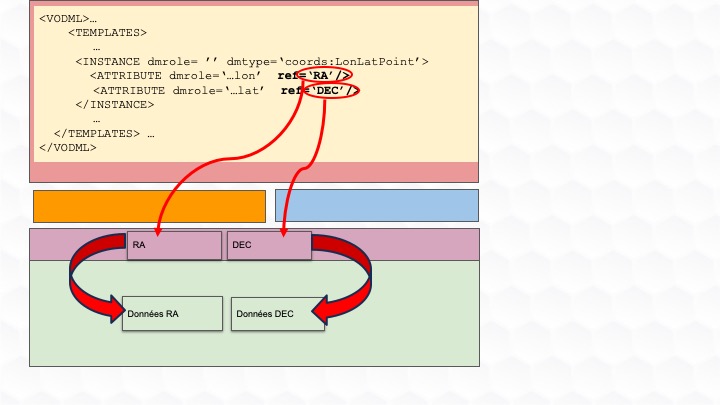 <VODML>…
<TEMPLATES>
…
<INSTANCE dmrole= ‘’ dmtype=‘coords:LonLatPoint’>
<ATTRIBUTE dmrole=‘…lon’ ref=‘RA’/>
<ATTRIBUTE dmrole=‘…lat’ ref=‘DEC’/>
</INSTANCE>
…
</TEMPLATES> …
</VODML>
RA DEC
Données RA Données DEC